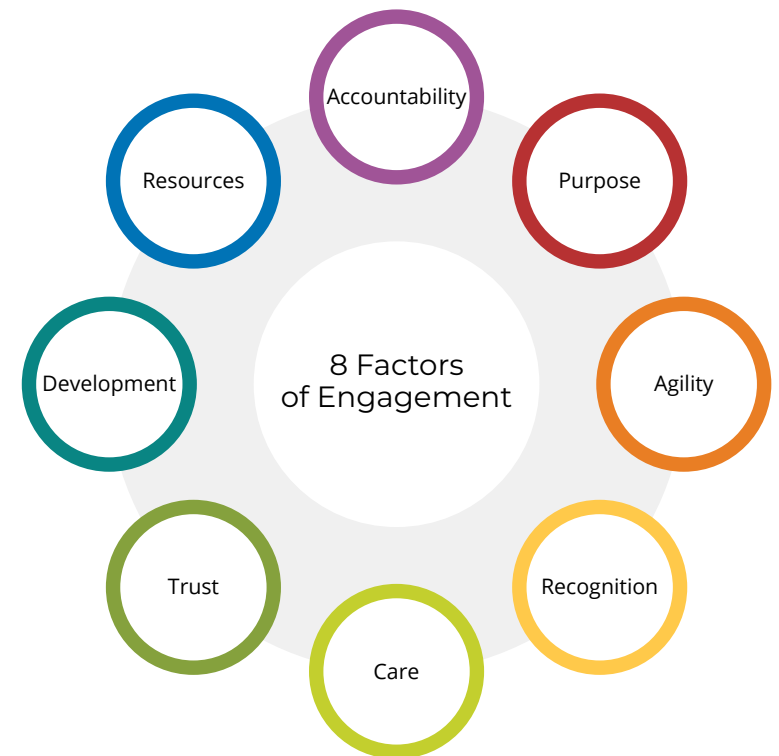 Accountability
Purpose
Agility
Recognition
Care
Trust
Development
Resources
8 Factors
of Engagement